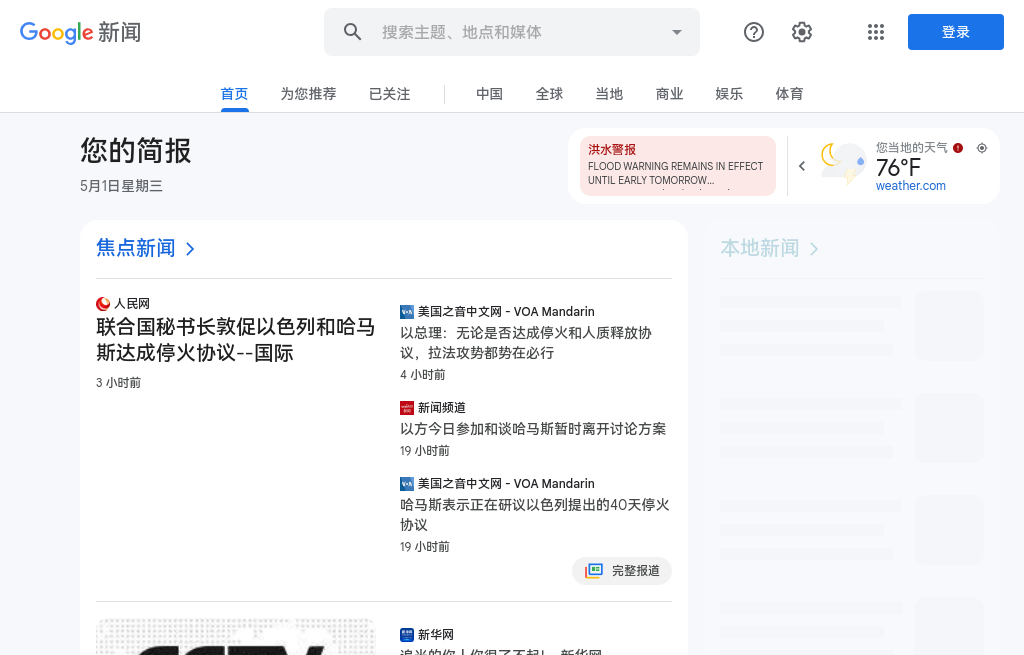 Google 新闻
搜索主题、地点和媒体
登录
首页
为您推荐
已关注
中国
全球
当地
商业
娱乐
体育
您的简报
5月1日星期三
洪水警报
FLOOD WARNING REMAINS IN EFFECT
UNTIL EARLY TOMORROW...
您当地的天气
76°F
weather.com
焦点新闻
本地新闻
人民网
联合国秘书长敦促以色列和哈马
斯达成停火协议--国际
3 小时前
美国之音中文网 - VOA Mandarin
以总理：无论是否达成停火和人质释放协
议，拉法攻势都势在必行
4 小时前
新闻频道
以方今日参加和谈哈马斯暂时离开讨论方案
19 小时前
美国之音中文网 - VOA Mandarin
哈马斯表示正在研议以色列提出的40天停火
协议
19 小时前
完整报道
新华网